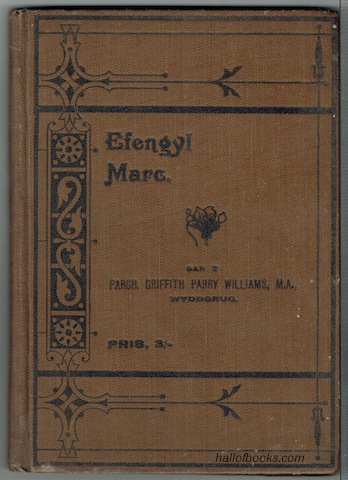 Efengyl
Marc.
GAN Y
PARCH. GRIFFITH PARRY WILLIAMS, M.A.,
WYDDGRUG.
PRIS, 3/-
hallofbooks.com